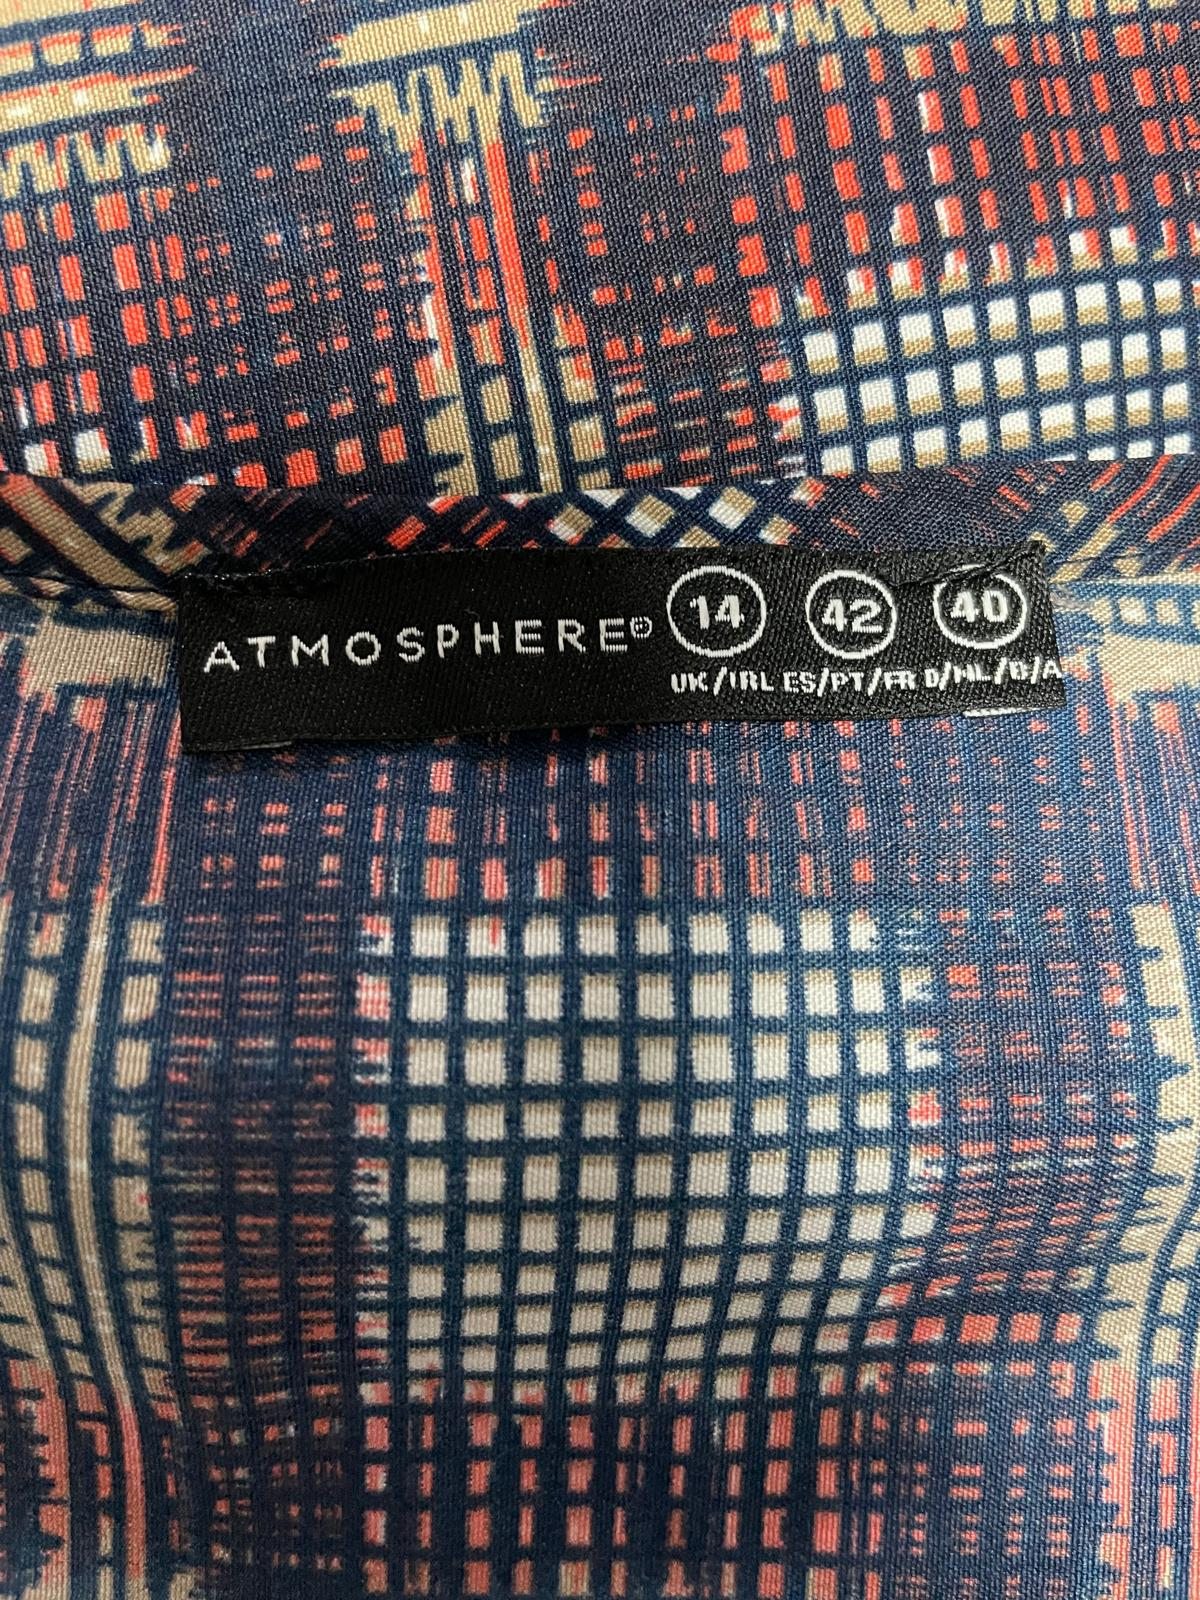 ATMOSPHERE® 14 42 40
UK/IRL ES/PT/FR D/NL/B/A